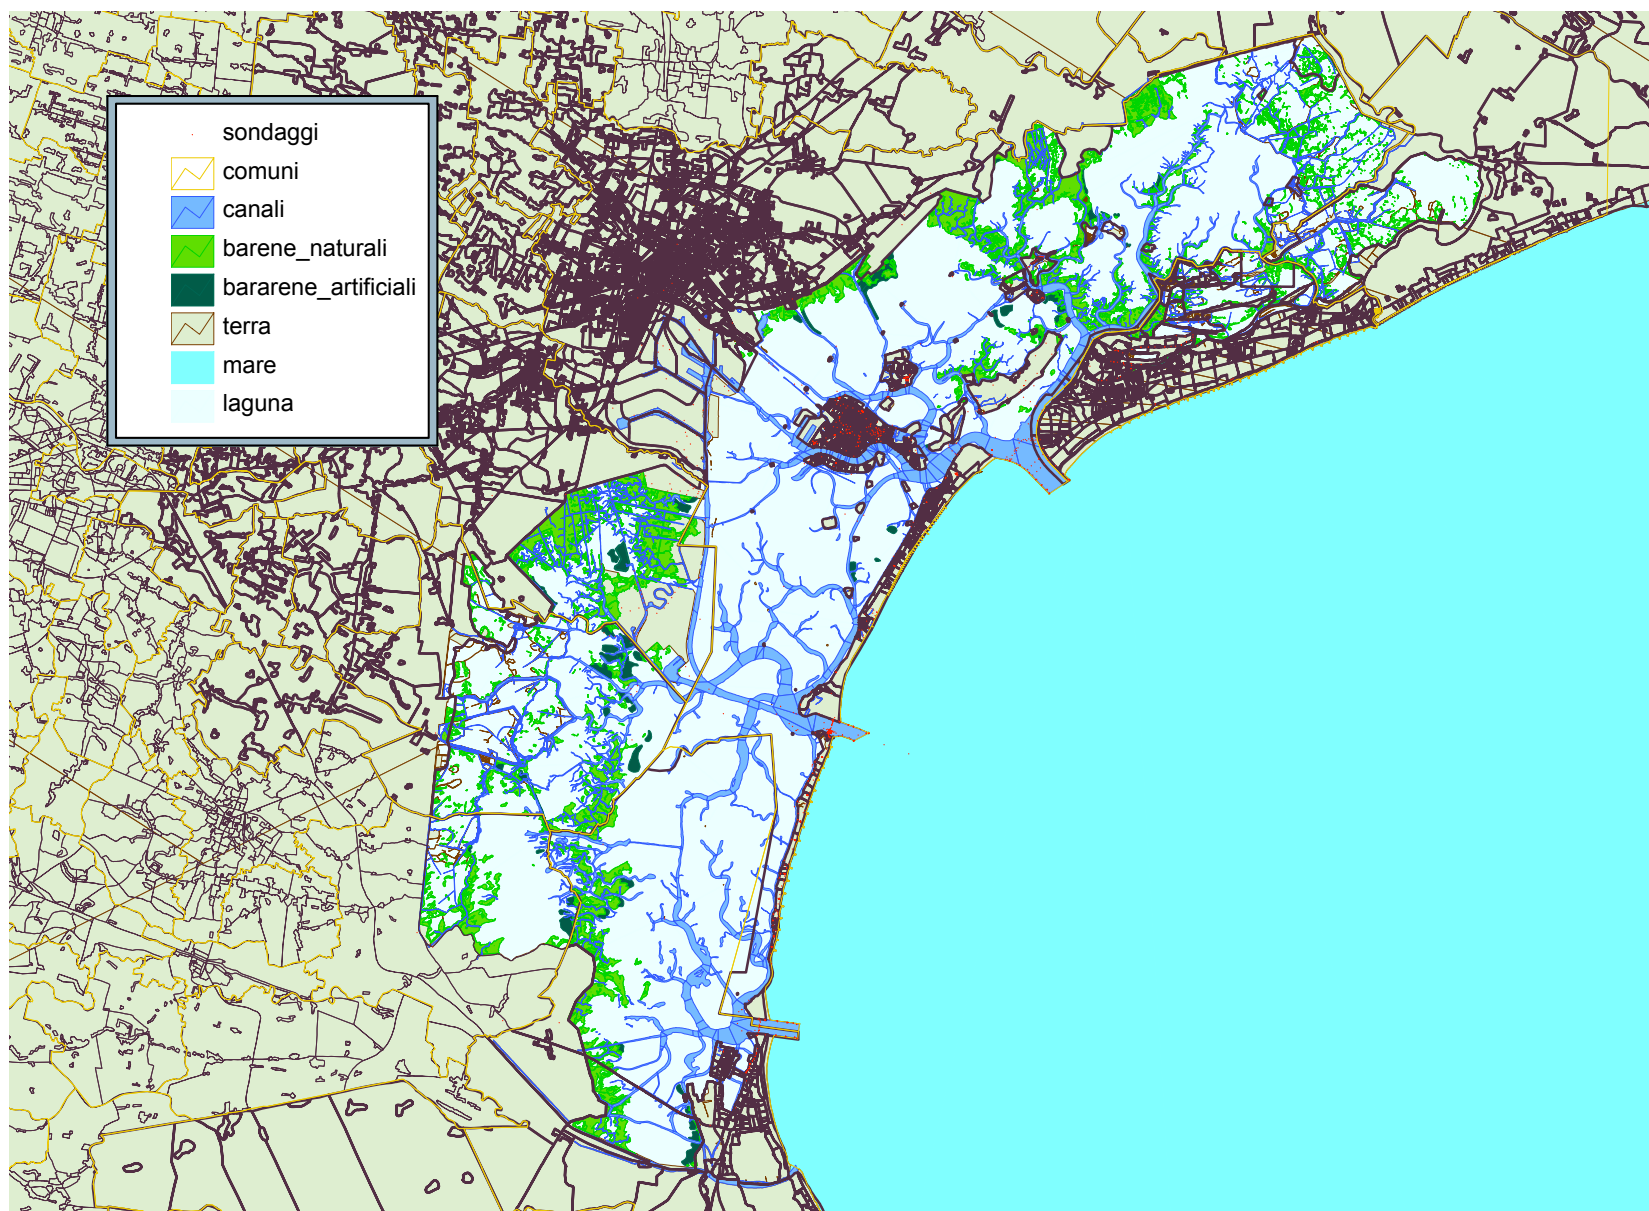 sondaggi
comuni
canali
barene_naturali
bararene_artificiali
terra
mare
laguna